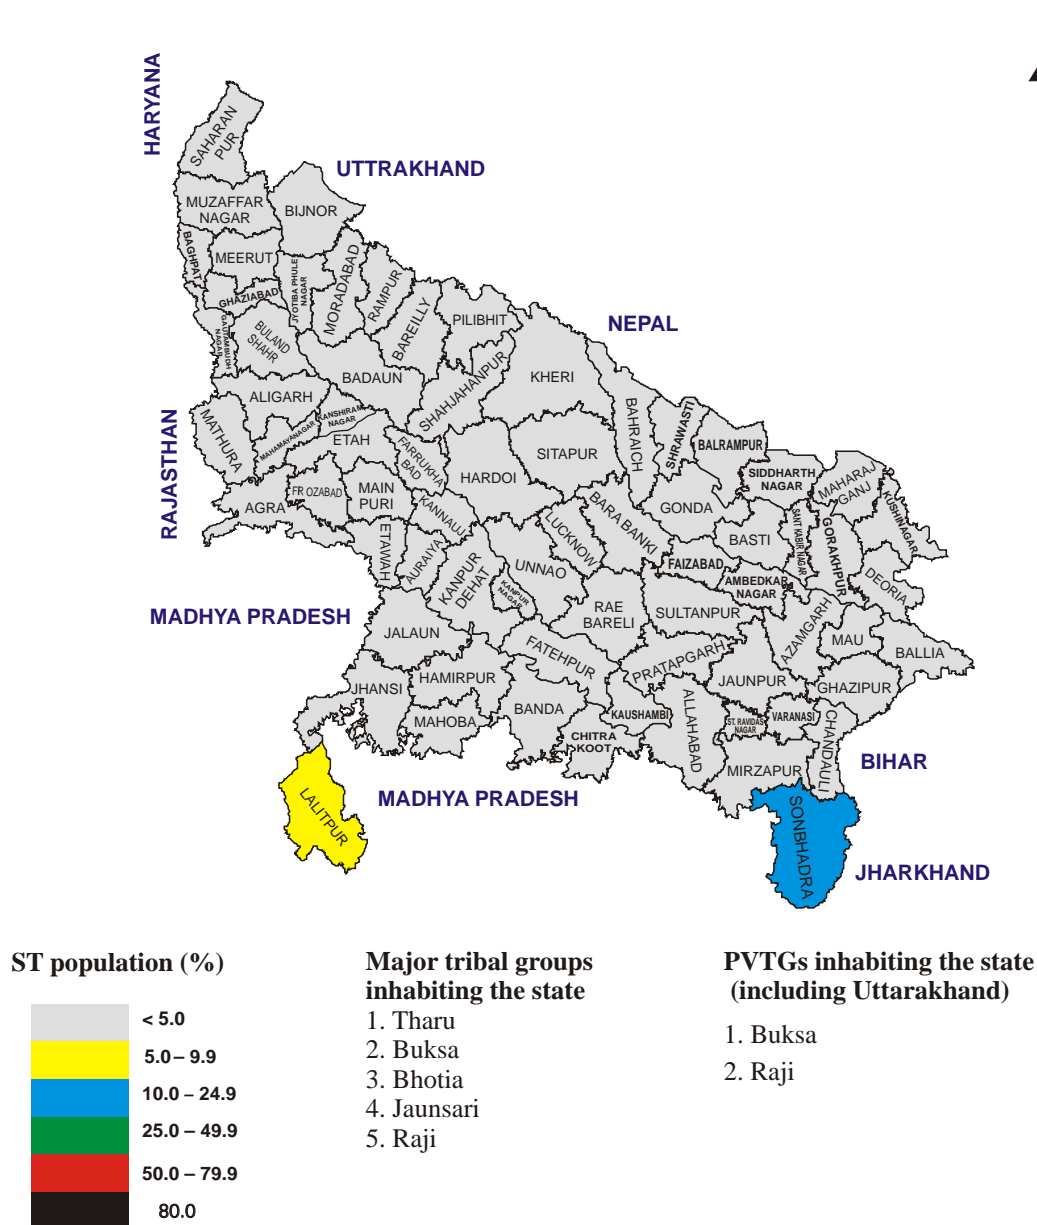 HARYANA
UTTRAKHAND
NEPAL
RAJASTHAN
MADHYA PRADESH
MADHYA PRADESH
BIHAR
JHARKHAND
SAHARAN
PUR
MUZAFFAR
NAGAR
BIJNOR
BAGHPAT
MEERUT
GHAZIABAD
JYOTIBA PHULE
NAGAR
MORADABAD
RAMPUR
BAREILLY
PILIBHIT
GAUTAMBUDH
NAGAR
BULAND
SHAHR
BADAUN
SHAHJAHANPUR
KHERI
ALIGARH
MATHURA
MAHAMAYANAGAR
KANSHIRAM
NAGAR
ETAH
FARRUKHA
BAD
HARDOI
SITAPUR
BAHRAICH
SHRAWASTI
BALRAMPUR
SIDDHARTH
NAGAR
MAHARAJ
GANJ
KUSHINAGAR
AGRA
FR OZABAD
MAIN
PURI
KANNAUJ
ETAWAH
AURAIYA
KANPUR
DEHAT
KANPUR
NAGAR
UNNAO
LUCKNOW
BARA BANKI
GONDA
BASTI
SANT KABIR NAGAR
GORAKHPUR
DEORIA
FAIZABAD
AMBEDKAR
NAGAR
SULTANPUR
RAE
BARELI
AZAMGARH
MAU
BALLIA
JALAUN
FATEHPUR
PRATAPGARH
JAUNPUR
GHAZIPUR
JHANSI
HAMIRPUR
MAHOBA
BANDA
KAUSHAMBI
CHITRA
KOOT
ALLAHABAD
ST. RAVIDAS
NAGAR
VARANASI
CHANDAULI
MIRZAPUR
LALITPUR
SONBHADRA
ST population (%)
< 5.0
5.0 – 9.9
10.0 – 24.9
25.0 – 49.9
50.0 – 79.9
80.0
Major tribal groups
inhabiting the state
1. Tharu
2. Buksa
3. Bhotia
4. Jaunsari
5. Raji
PVTGs inhabiting the state
(including Uttarakhand)
1. Buksa
2. Raji